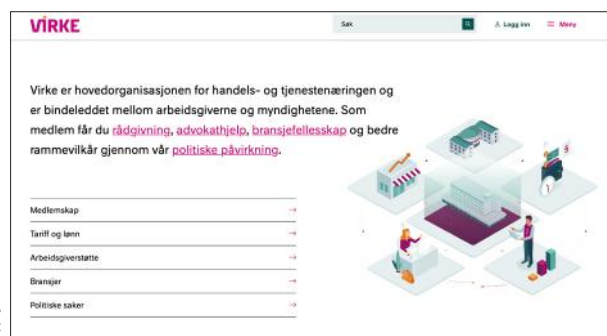 VIRKE
Søk
Logg inn
Meny
Virke er hovedorganisasjonen for handels- og tjenestenæringen og
er bindeleddet mellom arbeidsgiverne og myndighetene. Som
medlem får du rådgivning, advokathjelp, bransjefellesskap og bedre
rammevilkår gjennom vår politiske påvirkning.
Medlemskap
Tariff og lønn
Arbeidsgiverstøtte
Bransjer
Politiske saker
§